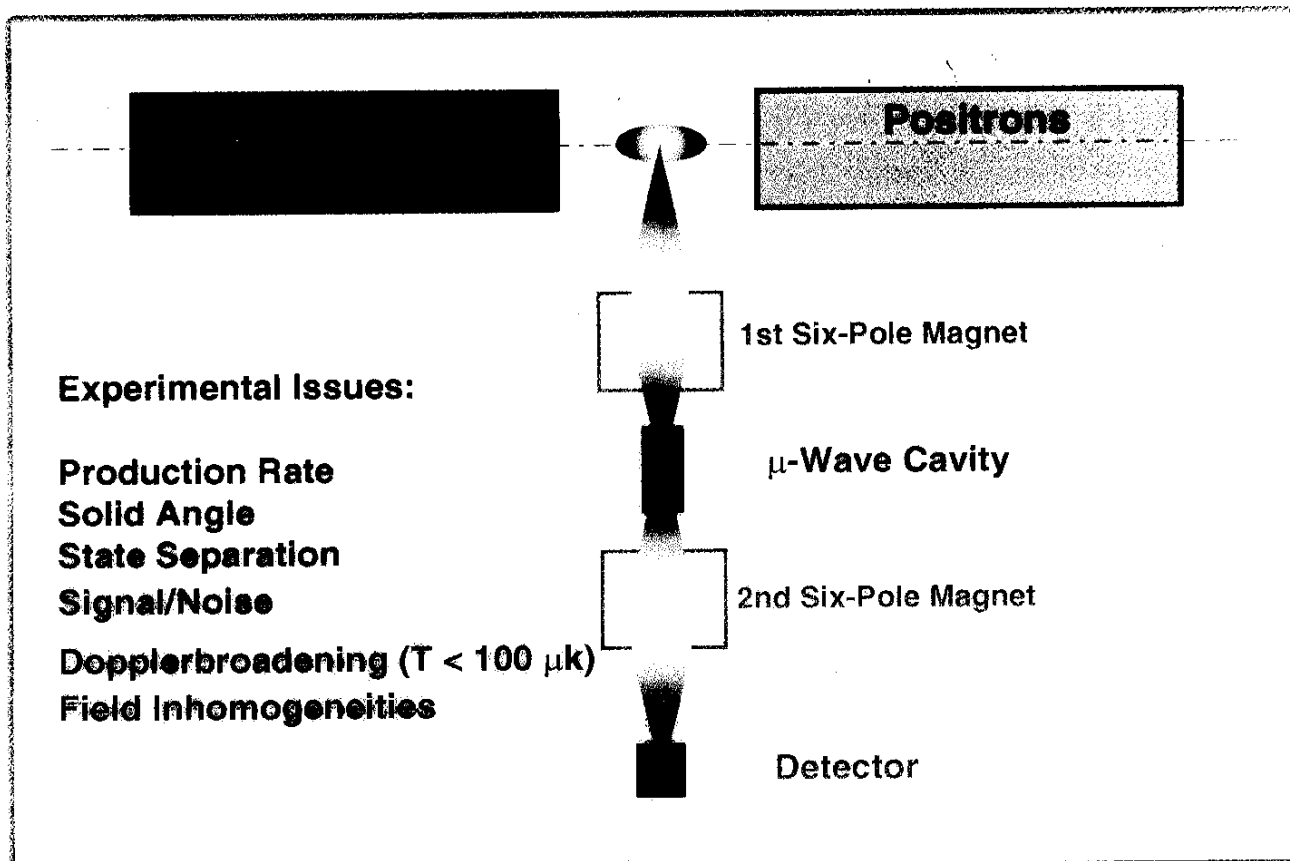 Positrons
1st Six-Pole Magnet
Experimental Issues:
μ-Wave Cavity
Production Rate
Solid Angle
State Separation
Signal/Noise
2nd Six-Pole Magnet
Dopplerbroadening (T < 100 μk)
Field Inhomogeneities
Detector